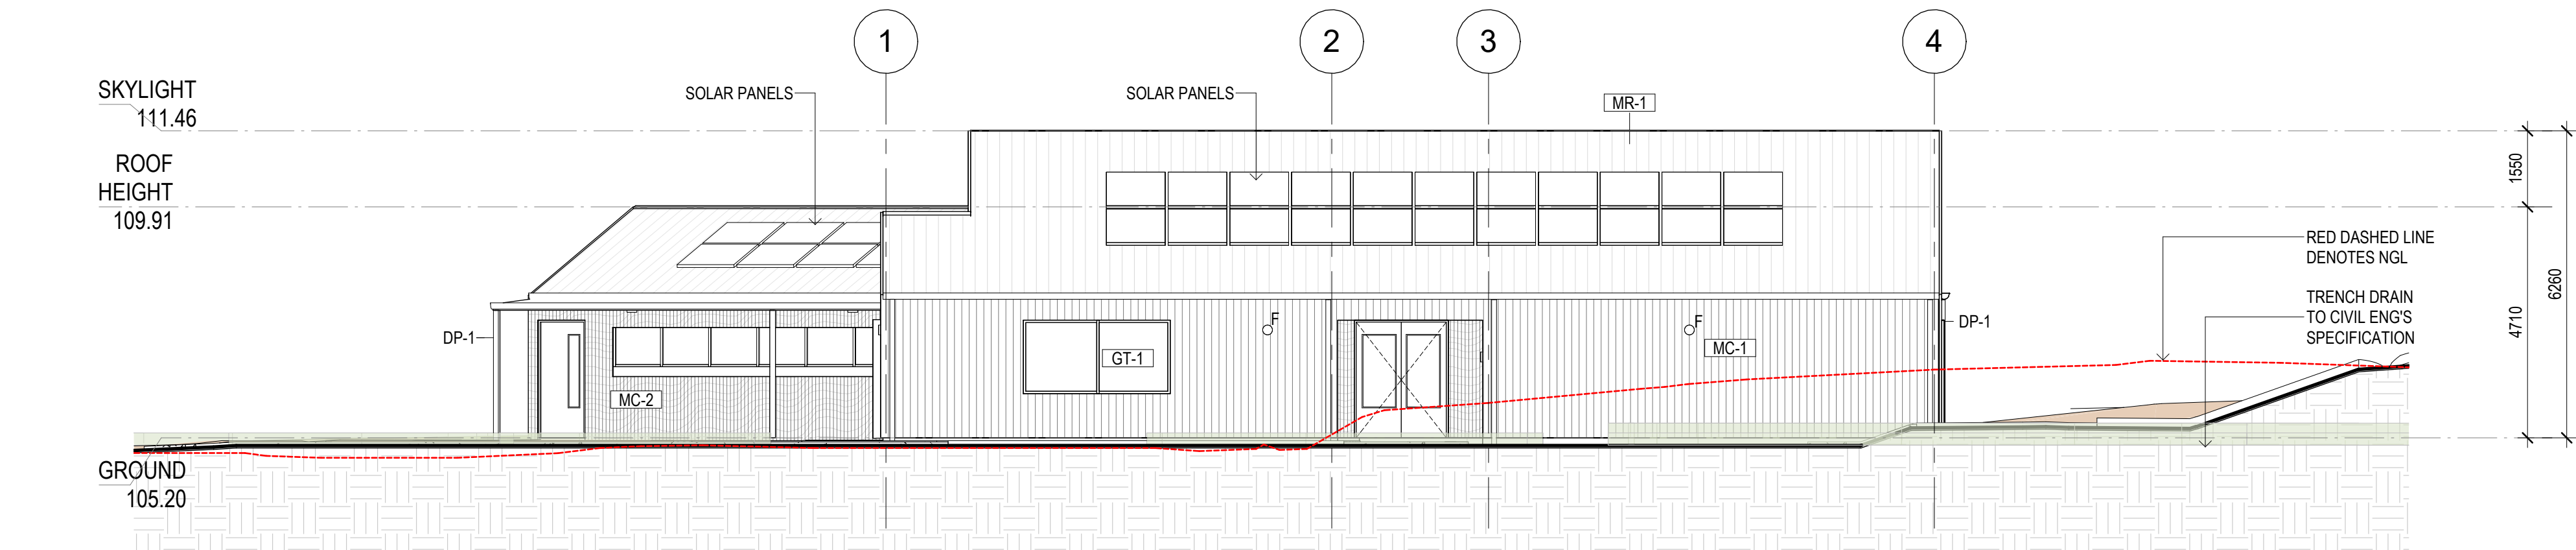 1
2
3
4
SKYLIGHT
111.46
SOLAR PANELS
SOLAR PANELS
MR-1
ROOF
HEIGHT
109.91
1550
RED DASHED LINE
DENOTES NGL
6260
TRENCH DRAIN
TO CIVIL ENG'S
SPECIFICATION
4710
DP-1
F
F
DP-1
GT-1
MC-1
MC-2
GROUND
105.20